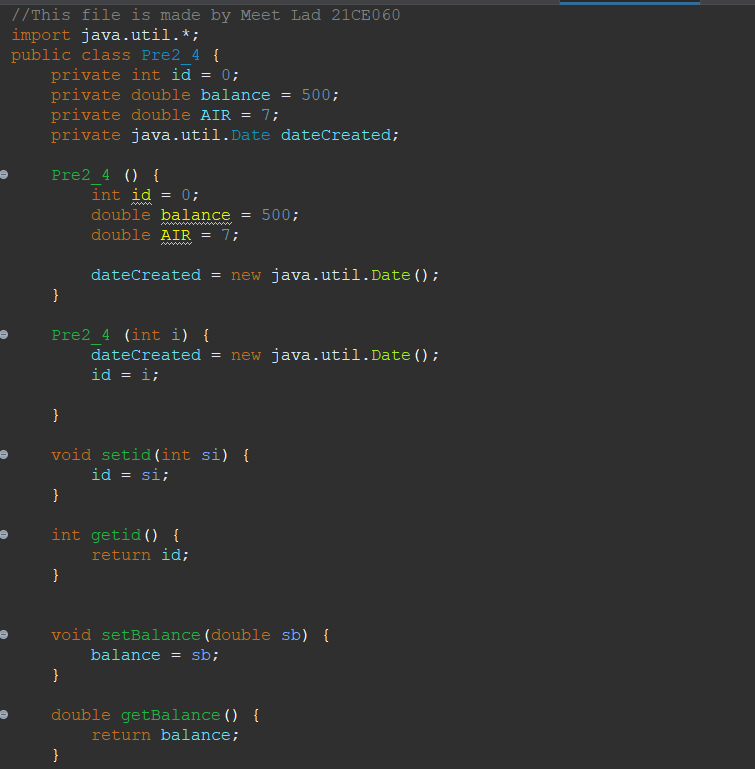 //This file is made by Meet Lad 21CE060
import java.util.*;
public class Pre2_4 {
    private int id = 0;
    private double balance = 500;
    private double AIR = 7;
    private java.util.Date dateCreated;

    Pre2_4 () {
        int id = 0;
        double balance = 500;
        double AIR = 7;

        dateCreated = new java.util.Date();
    }

    Pre2_4 (int i) {
        dateCreated = new java.util.Date();
        id = i;

    }

    void setid(int si) {
        id = si;
    }

    int getid() {
        return id;
    }


    void setBalance(double sb) {
        balance = sb;
    }

    double getBalance() {
        return balance;
    }